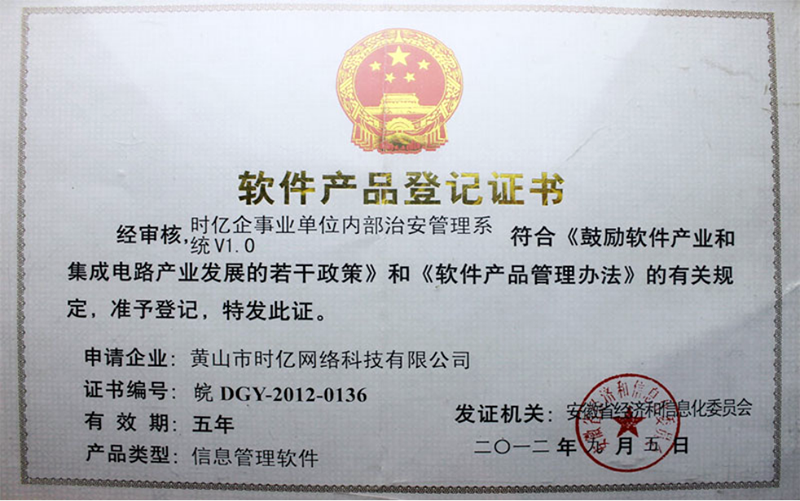 软件产品登记证书
经审核,时亿企事业单位内部治安管理系统V1.0 符合《鼓励软件产业和
集成电路产业发展的若干政策》和《软件产品管理办法》的有关规
定，准予登记，特发此证。
申请企业：黄山市时亿网络科技有限公司
证书编号：皖 DGY-2012-0136
有 效 期：五年
产品类型：信息管理软件
发证机关：安徽省经济和信息化委员会
二〇一二 年 九 月 五 日